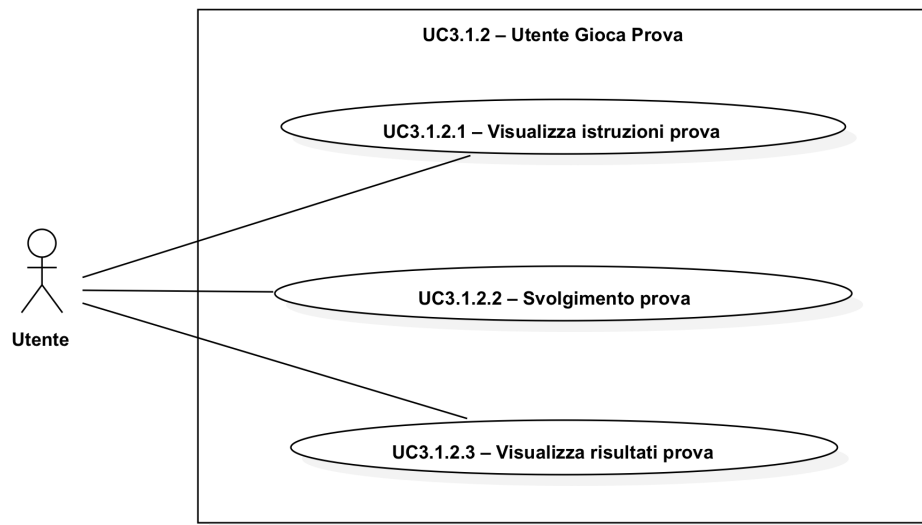 UC3.1.2 – Utente Gioca Prova
UC3.1.2.1 – Visualizza istruzioni prova
UC3.1.2.2 – Svolgimento prova
Utente
UC3.1.2.3 – Visualizza risultati prova